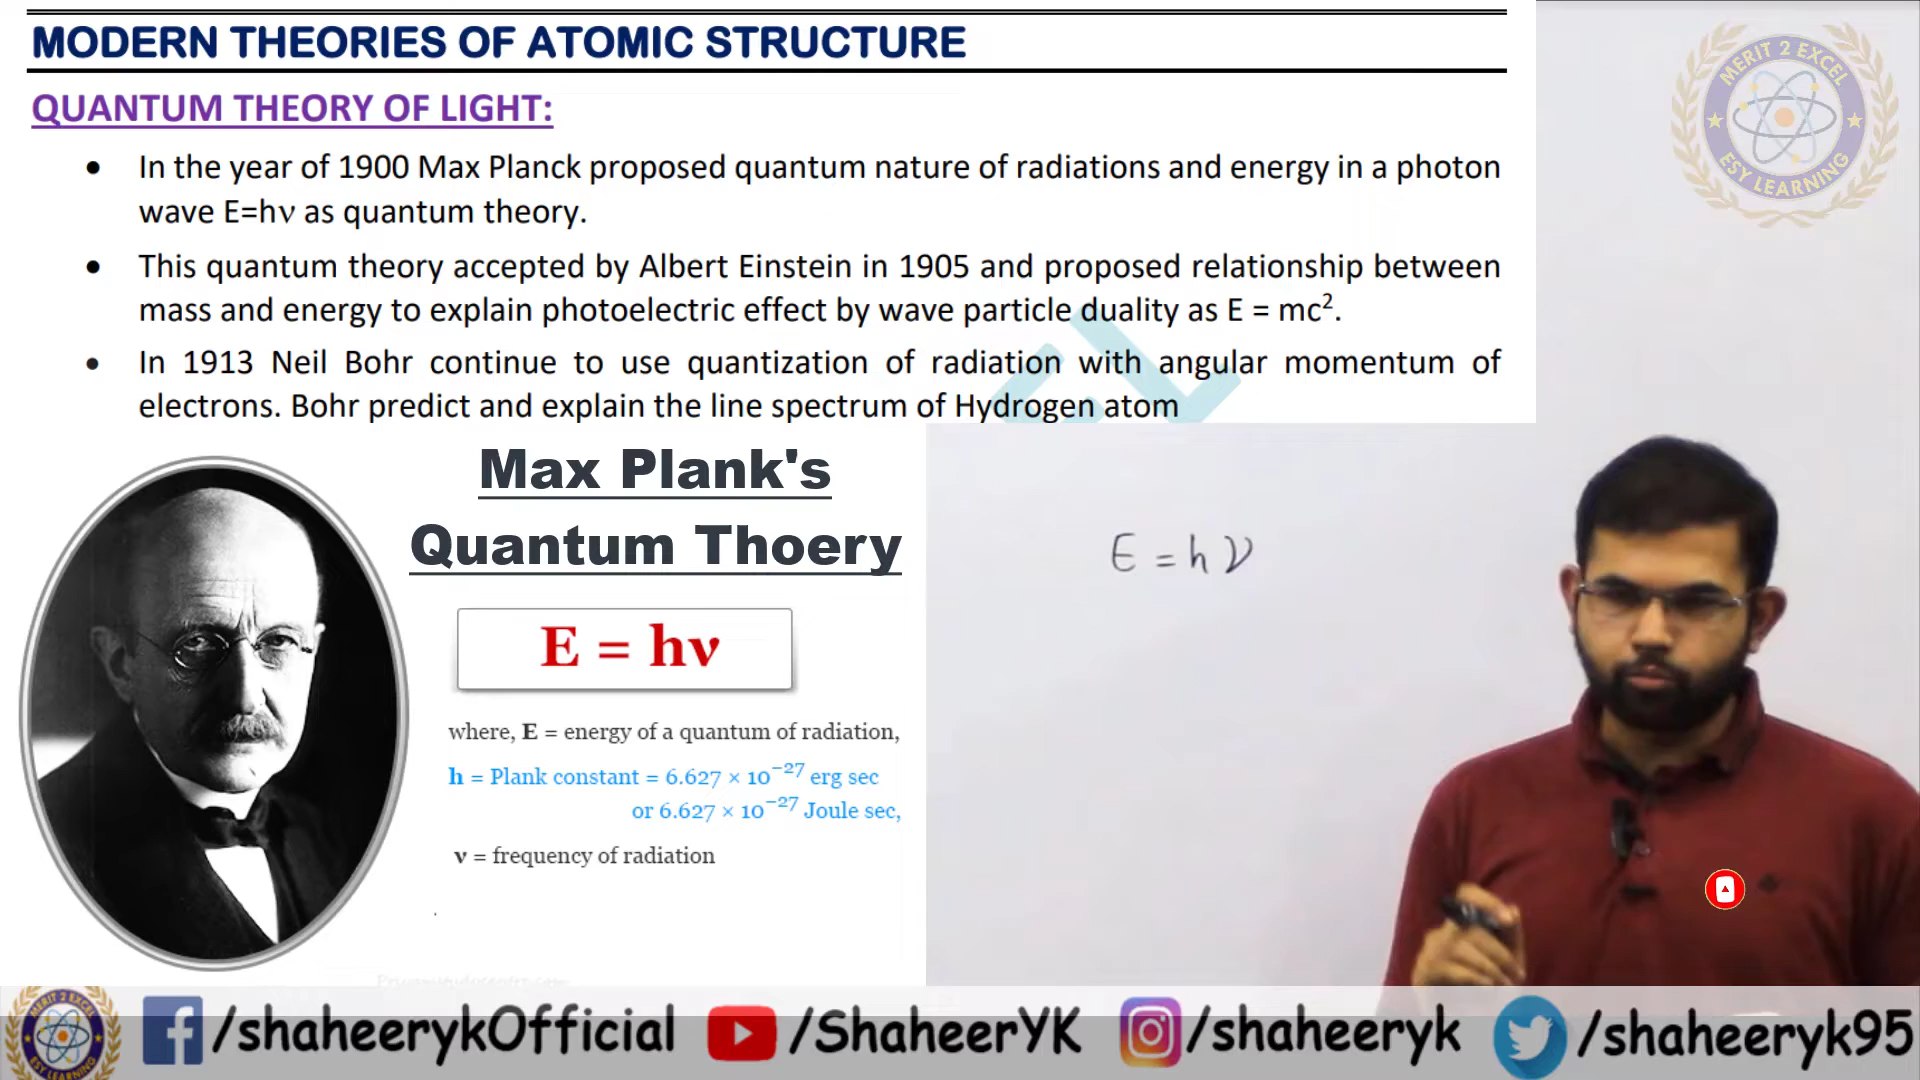 MODERN THEORIES OF ATOMIC STRUCTURE
QUANTUM THEORY OF LIGHT:
• In the year of 1900 Max Planck proposed quantum nature of radiations and energy in a photon
wave E=hν as quantum theory.
• This quantum theory accepted by Albert Einstein in 1905 and proposed relationship between
mass and energy to explain photoelectric effect by wave particle duality as E = mc².
• In 1913 Neil Bohr continue to use quantization of radiation with angular momentum of
electrons. Bohr predict and explain the line spectrum of Hydrogen atom
MERIT 2 EXCEL
ESY LEARNING
Max Plank's
Quantum Thoery
E = hν
where, E = energy of a quantum of radiation,
h = Plank constant = 6.627 × 10⁻²⁷ erg sec
or 6.627 × 10⁻²⁷ Joule sec,
ν = frequency of radiation
E = h ν
MERIT 2 EXCEL
ESY LEARNING
/shaheerykOfficial
/ShaheerYK
/shaheeryk
/shaheeryk95